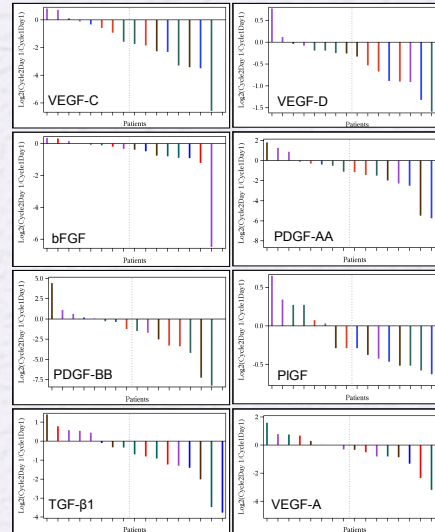 Log2(Cycle2Day 1/Cycle1Day1)
0
-2
-4
-6
VEGF-C
Patients
Log2(Cycle2Day 1/Cycle1Day1)
0.5
0.0
-0.5
-1.0
-1.5
VEGF-D
Patients
Log2(Cycle2Day 1/Cycle1Day1)
0
-2
-4
-6
bFGF
Patients
Log2(Cycle2Day 1/Cycle1Day1)
2
0
-2
-4
-6
-8
PDGF-AA
Patients
Log2(Cycle2Day 1/Cycle1Day1)
5.0
2.5
0.0
-2.5
-5.0
-7.5
PDGF-BB
Patients
Log2(Cycle2Day 1/Cycle1Day1)
0.5
0.0
-0.5
PlGF
Patients
Log2(Cycle2Day 1/Cycle1Day1)
1
0
-1
-2
-3
-4
TGF-β1
Patients
Log2(Cycle2Day 1/Cycle1Day1)
2
0
-2
-4
VEGF-A
Patients